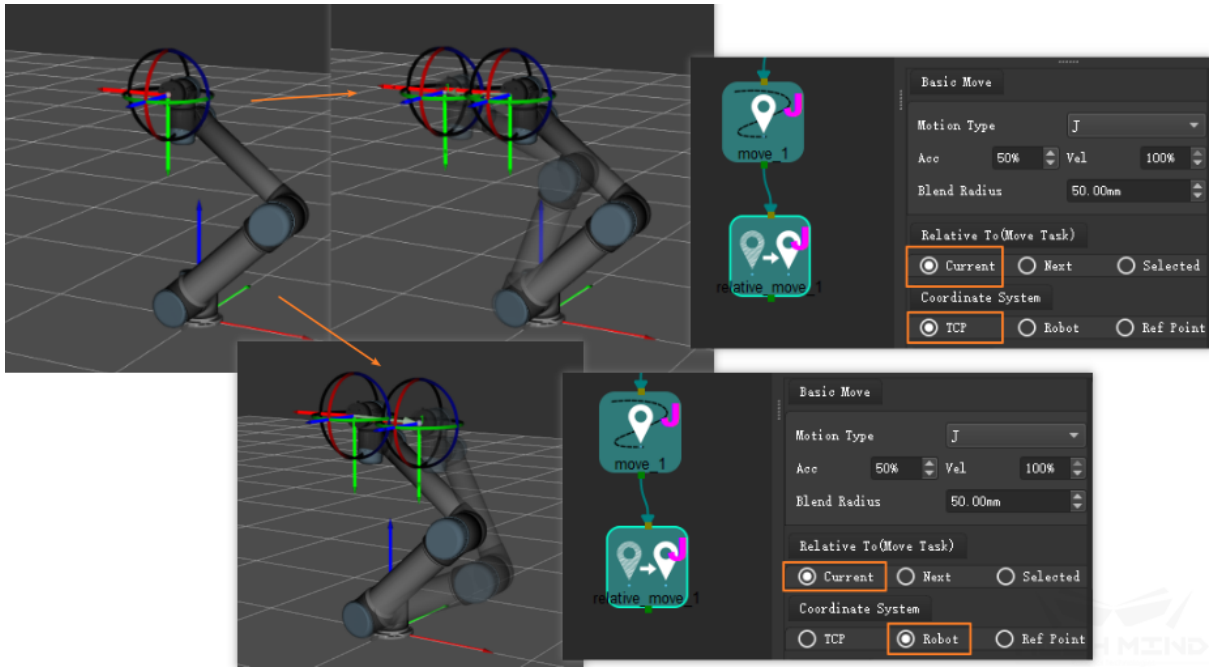 Basic Move
Motion Type J
Acc 50% Vel 100%
Blend Radius 50.00mm
Relative To(Move Task)
Current Next Selected
Coordinate System
TCP Robot Ref Point
move_1
relative_move_1
Basic Move
Motion Type J
Acc 50% Vel 100%
Blend Radius 50.00mm
Relative To(Move Task)
Current Next Selected
Coordinate System
TCP Robot Ref Point
move_1
relative_move_1
J
J
J
J
MIND